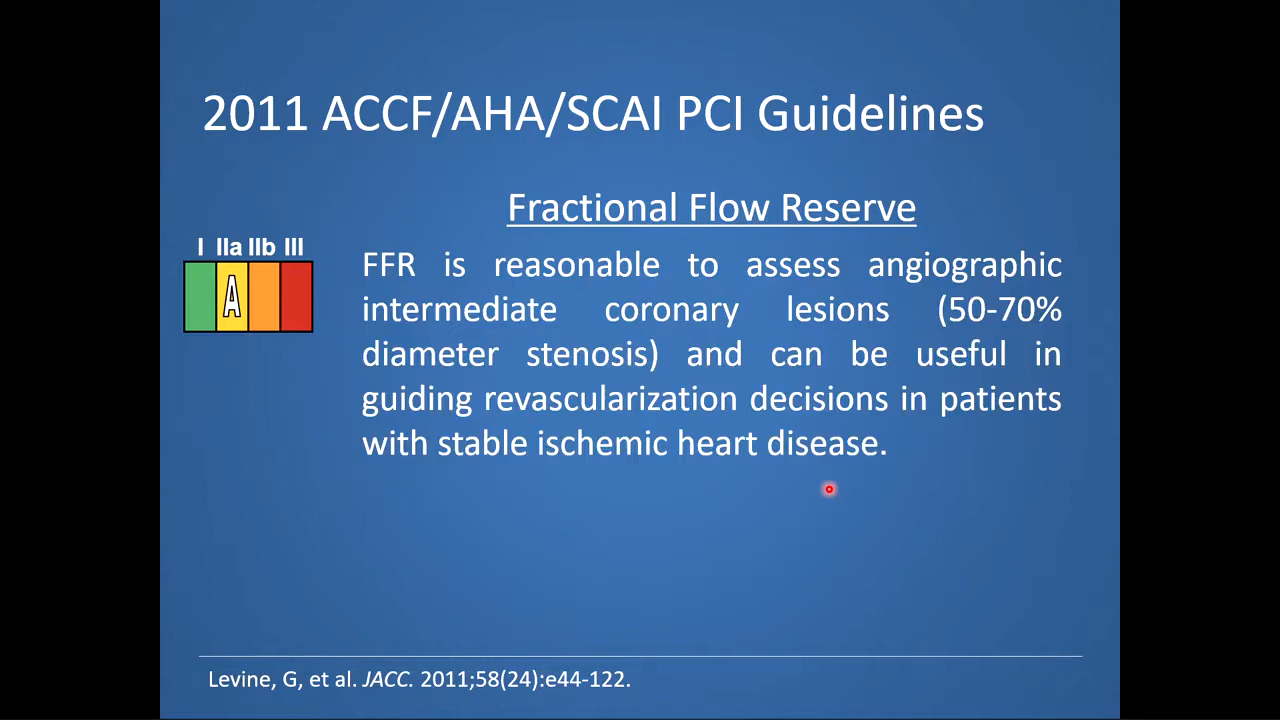 2011 ACCF/AHA/SCAI PCI Guidelines
Fractional Flow Reserve
I IIa IIb III
A
FFR is reasonable to assess angiographic
intermediate coronary lesions (50-70%
diameter stenosis) and can be useful in
guiding revascularization decisions in patients
with stable ischemic heart disease.
Levine, G, et al. JACC. 2011;58(24):e44-122.